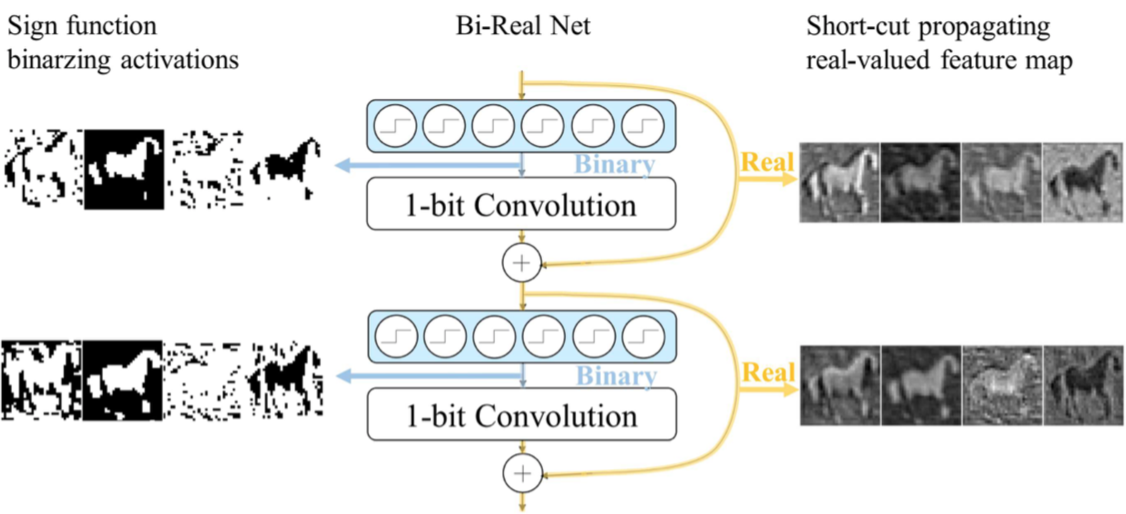 Sign function
binarzing activations
Bi-Real Net
Short-cut propagating
real-valued feature map
Binary
Real
1-bit Convolution
+
Binary
Real
1-bit Convolution
+